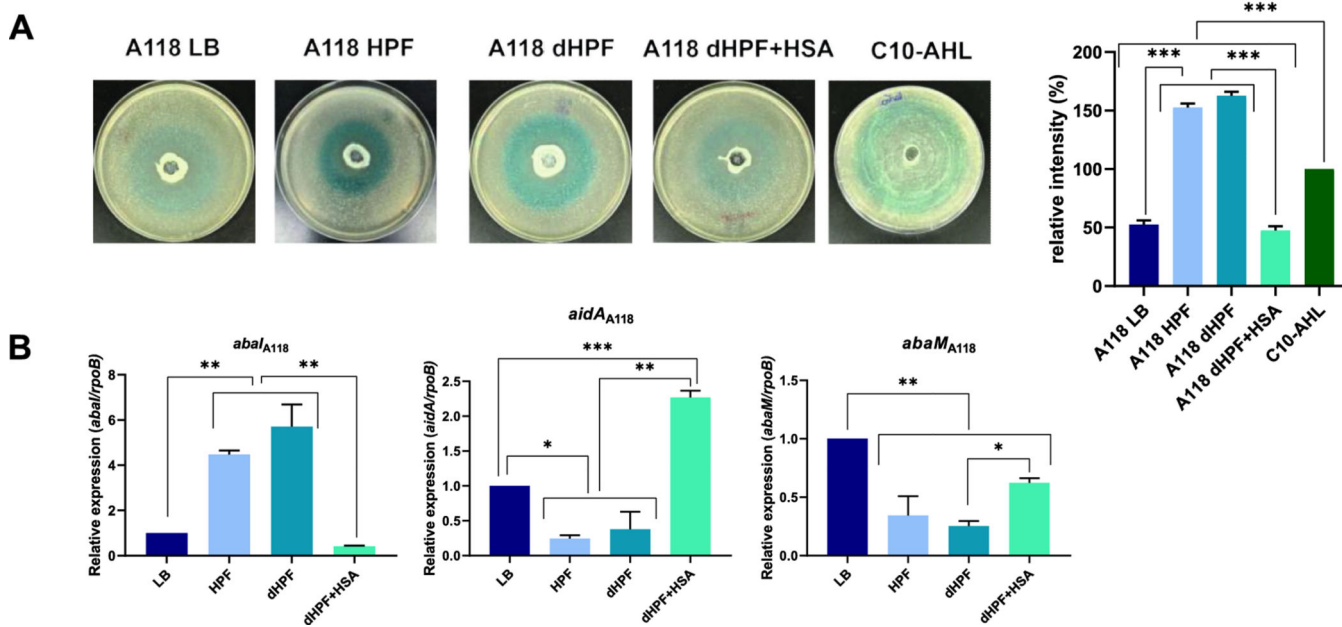 A
A118 LB
A118 HPF
A118 dHPF
A118 dHPF+HSA
C10-AHL
***
***
***
relative intensity (%)
200
150
100
50
0
A118 LB
A118 HPF
A118 dHPF
A118 dHPF+HSA
C10-AHL
B
abaI A118
Relative expression (abaI/rpoB)
8
6
4
2
0
**
**
LB
HPF
dHPF
dHPF+HSA
aidA A118
Relative expression (aidA/rpoB)
2.5
2.0
1.5
1.0
0.5
0.0
***
**
*
LB
HPF
dHPF
dHPF+HSA
abaM A118
Relative expression (abaM/rpoB)
1.5
1.0
0.5
0.0
**
*
LB
HPF
dHPF
dHPF+HSA